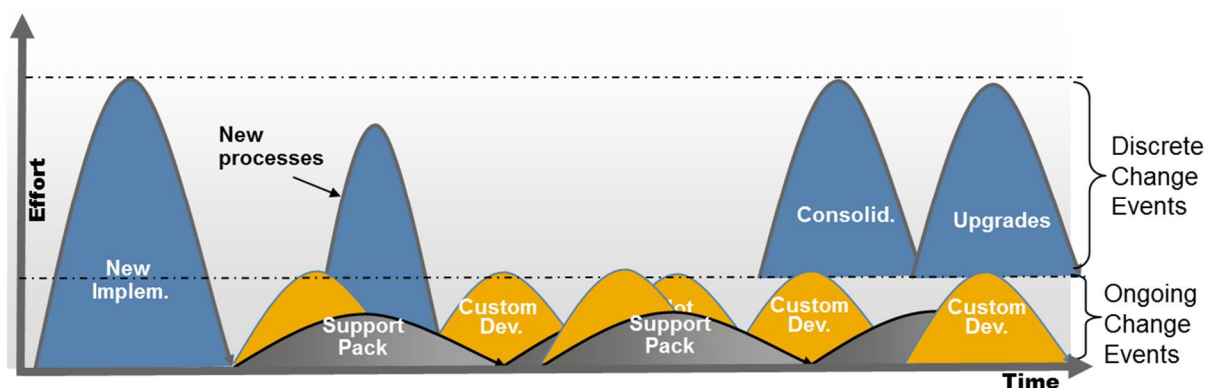 Effort
New
Implem.
New
processes
Support
Pack
Custom
Dev.
Support
Pack
Custom
Dev.
Consolid.
Upgrades
Custom
Dev.
Discrete
Change
Events
Ongoing
Change
Events
Time